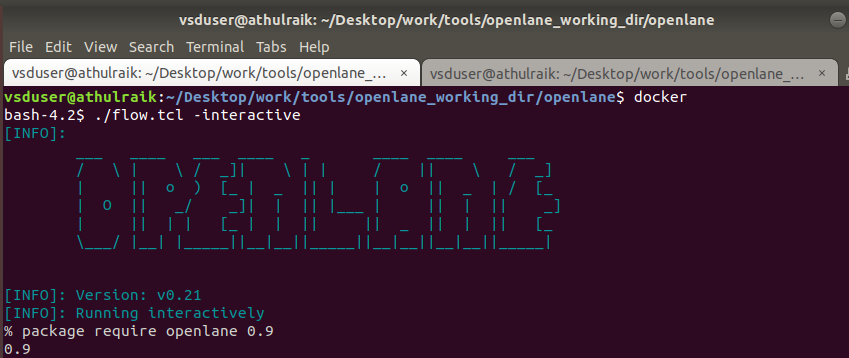 vsduser@athulraik: ~/Desktop/work/tools/openlane_working_dir/openlane
File Edit View Search Terminal Tabs Help
vsduser@athulraik: ~/Desktop/work/tools/openlane_... × vsduser@athulraik: ~/Desktop/work/tools/openlane_... ×
vsduser@athulraik:~/Desktop/work/tools/openlane_working_dir/openlane$ docker
bash-4.2$ ./flow.tcl -interactive
[INFO]:
OPENLANE
[INFO]: Version: v0.21
[INFO]: Running interactively
% package require openlane 0.9
0.9